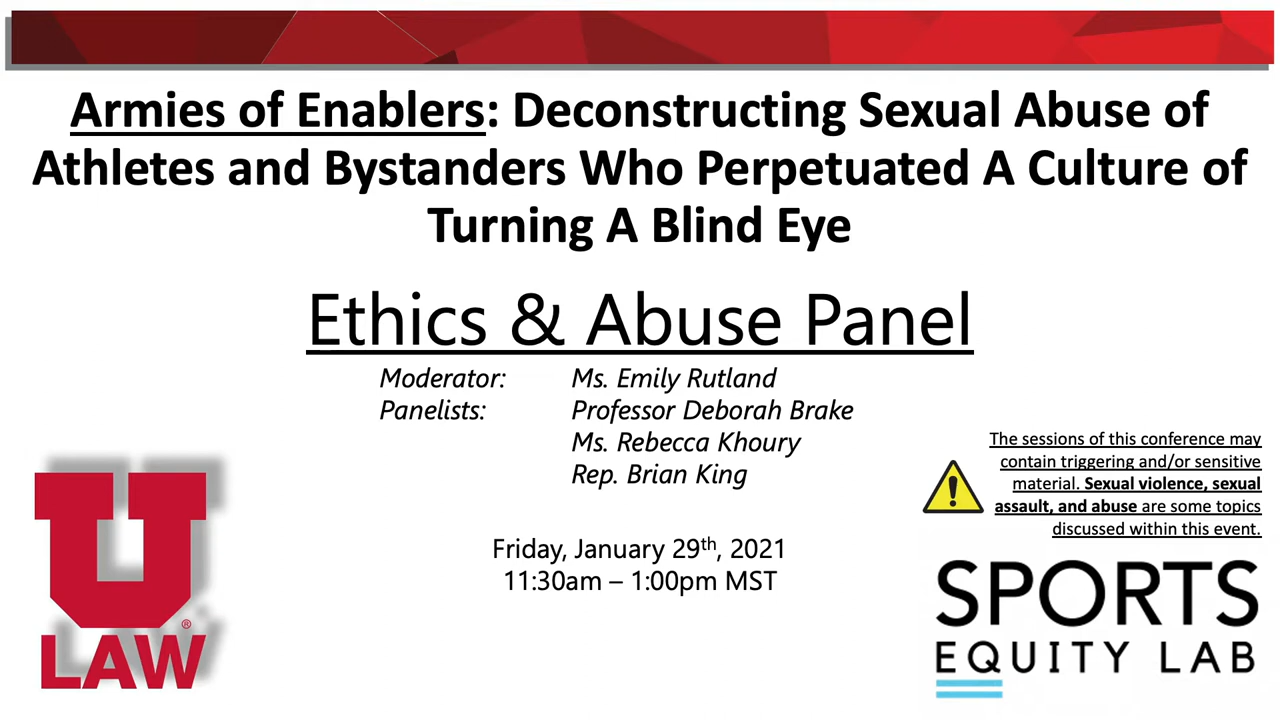 Armies of Enablers: Deconstructing Sexual Abuse of
Athletes and Bystanders Who Perpetuated A Culture of
Turning A Blind Eye
Ethics & Abuse Panel
Moderator: Ms. Emily Rutland
Panelists: Professor Deborah Brake
Ms. Rebecca Khoury
Rep. Brian King
The sessions of this conference may
contain triggering and/or sensitive
material. Sexual violence, sexual
assault, and abuse are some topics
discussed within this event.
Friday, January 29th, 2021
11:30am – 1:00pm MST
U®
LAW
SPORTS
EQUITY LAB